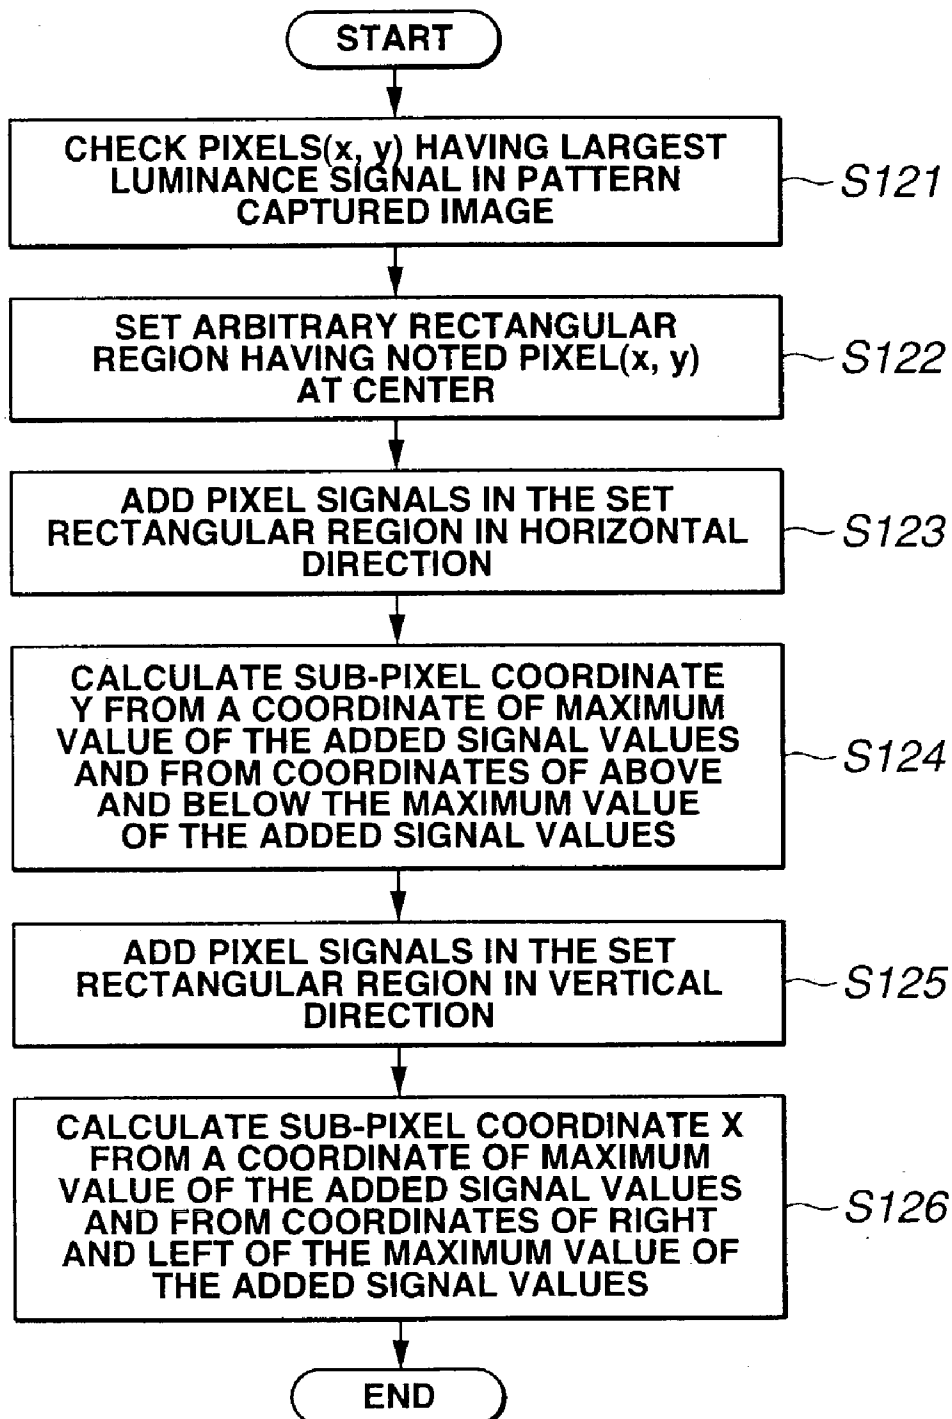 START
CHECK PIXELS(x, y) HAVING LARGEST
LUMINANCE SIGNAL IN PATTERN
CAPTURED IMAGE
S121
SET ARBITRARY RECTANGULAR
REGION HAVING NOTED PIXEL(x, y)
AT CENTER
S122
ADD PIXEL SIGNALS IN THE SET
RECTANGULAR REGION IN HORIZONTAL
DIRECTION
S123
CALCULATE SUB-PIXEL COORDINATE
Y FROM A COORDINATE OF MAXIMUM
VALUE OF THE ADDED SIGNAL VALUES
AND FROM COORDINATES OF ABOVE
AND BELOW THE MAXIMUM VALUE
OF THE ADDED SIGNAL VALUES
S124
ADD PIXEL SIGNALS IN THE SET
RECTANGULAR REGION IN VERTICAL
DIRECTION
S125
CALCULATE SUB-PIXEL COORDINATE X
FROM A COORDINATE OF MAXIMUM
VALUE OF THE ADDED SIGNAL VALUES
AND FROM COORDINATES OF RIGHT
AND LEFT OF THE MAXIMUM VALUE OF
THE ADDED SIGNAL VALUES
S126
END